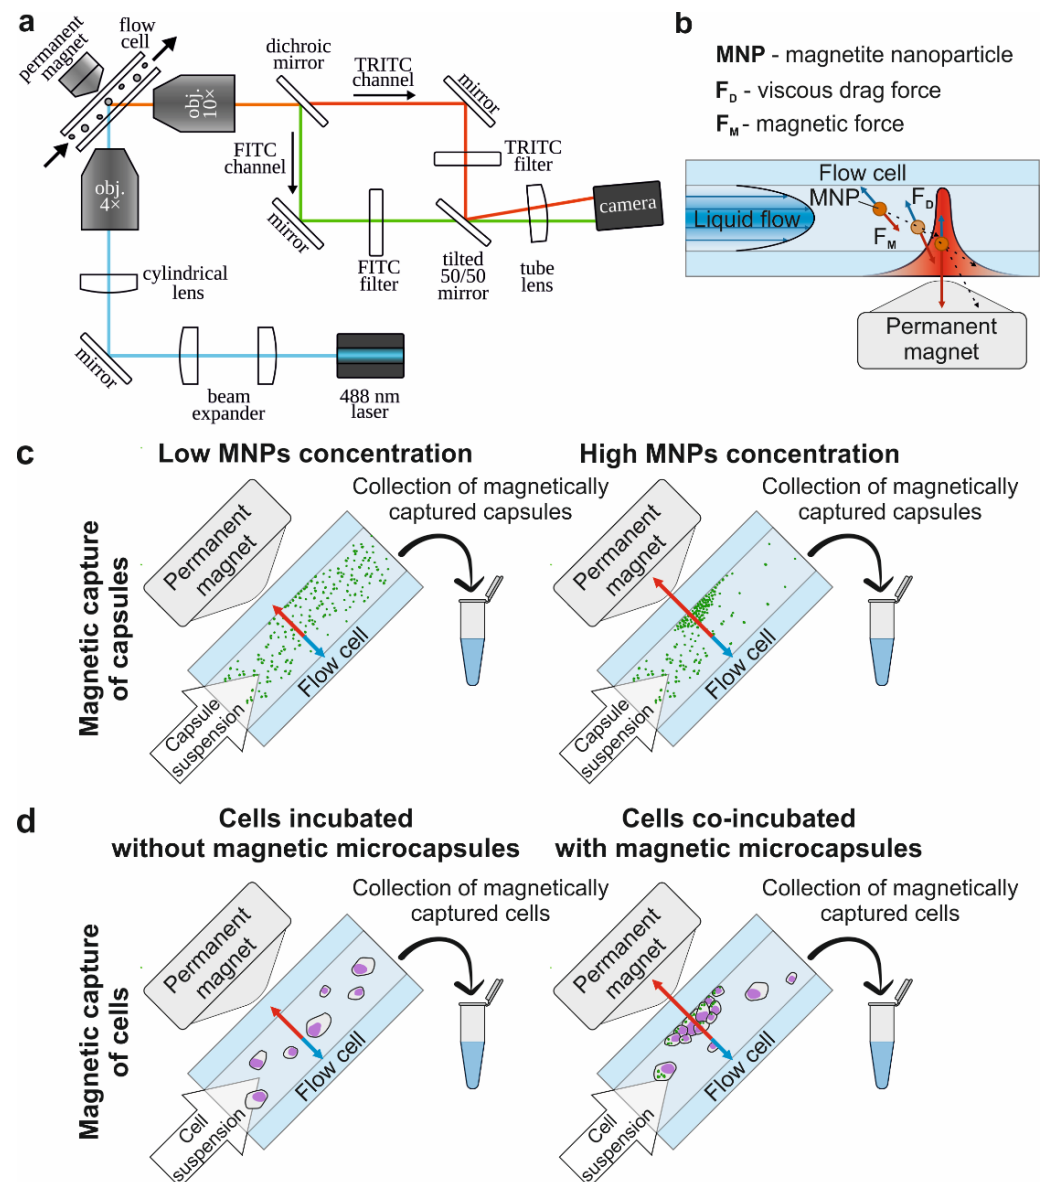 a
permanent
magnet
flow
cell
obj.
10×
dichroic
mirror
TRITC
channel
mirror
FITC
channel
TRITC
filter
obj.
4×
camera
mirror
FITC
filter
tilted
50/50
mirror
tube
lens
cylindrical
lens
mirror
beam
expander
488 nm
laser
b
MNP - magnetite nanoparticle
F_D - viscous drag force
F_M - magnetic force
Flow cell
MNP
F_D
Liquid flow
F_M
Permanent
magnet
c
Low MNPs concentration
High MNPs concentration
Magnetic capture
of capsules
Collection of magnetically
captured capsules
Permanent
magnet
Flow cell
Capsule
suspension
Collection of magnetically
captured capsules
Permanent
magnet
Flow cell
Capsule
suspension
d
Cells incubated
without magnetic microcapsules
Cells co-incubated
with magnetic microcapsules
Magnetic capture
of cells
Collection of magnetically
captured cells
Permanent
magnet
Flow cell
Cell
suspension
Collection of magnetically
captured cells
Permanent
magnet
Flow cell
Cell
suspension